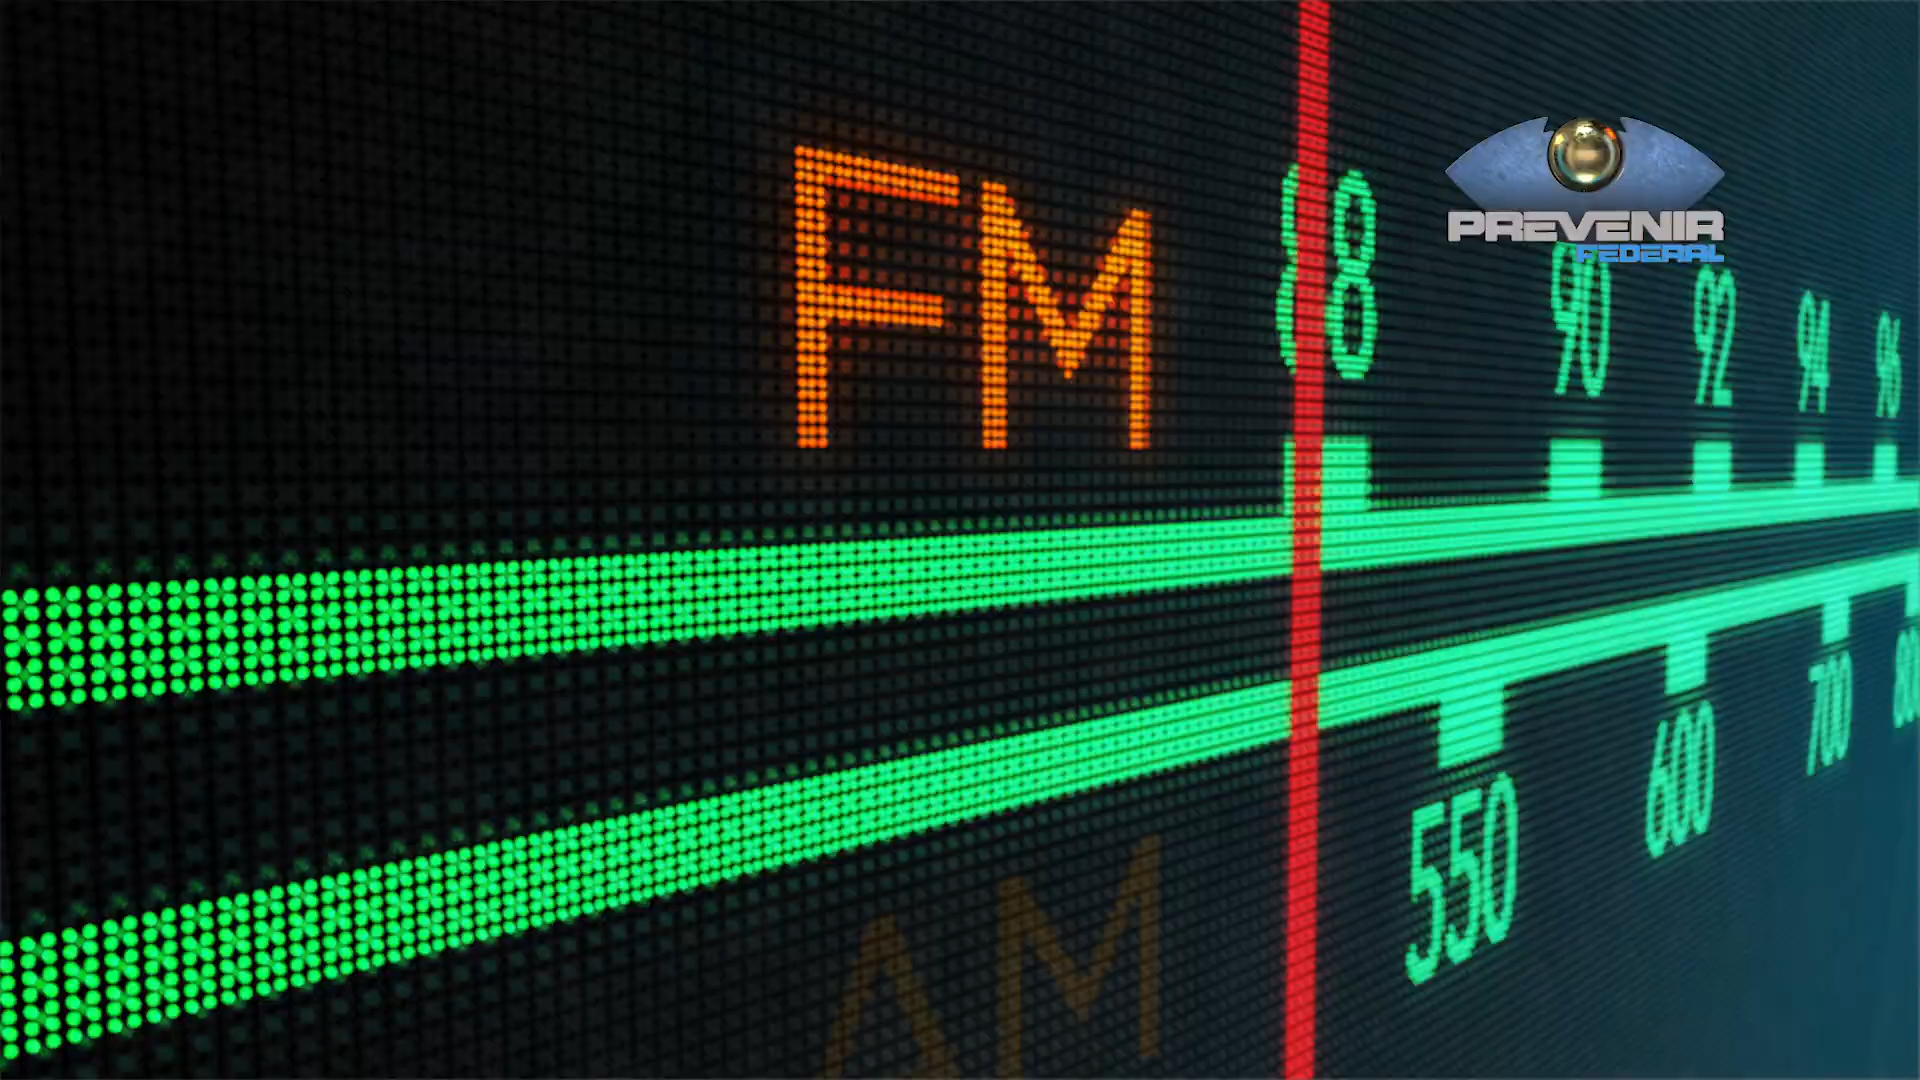 FM
88 90 92 94 96
PREVENIR
FEDERAL
550 600 700
AM